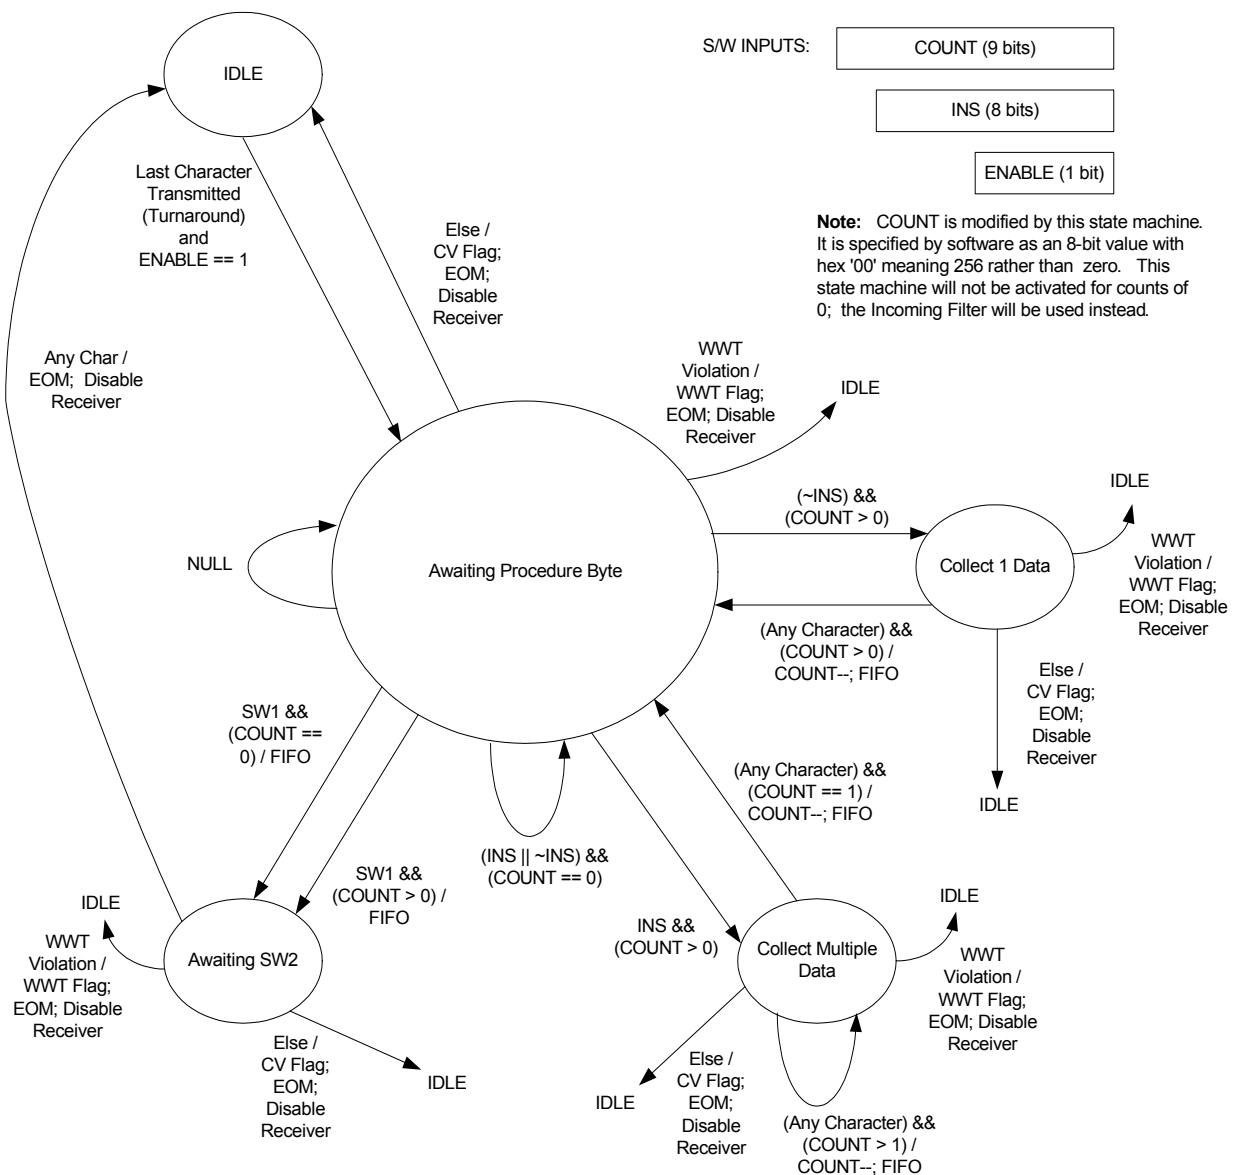 S/W INPUTS:
COUNT (9 bits)
INS (8 bits)
ENABLE (1 bit)
Note: COUNT is modified by this state machine.
It is specified by software as an 8-bit value with
hex '00' meaning 256 rather than zero. This
state machine will not be activated for counts of
0; the Incoming Filter will be used instead.
IDLE
Last Character
Transmitted
(Turnaround)
and
ENABLE == 1
Else /
CV Flag;
EOM;
Disable
Receiver
Any Char /
EOM; Disable
Receiver
WWT
Violation /
WWT Flag;
EOM; Disable
Receiver
IDLE
NULL
Awaiting Procedure Byte
(~INS) &&
(COUNT > 0)
Collect 1 Data
IDLE
WWT
Violation /
WWT Flag;
EOM; Disable
Receiver
(Any Character) &&
(COUNT > 0) /
COUNT--; FIFO
Else /
CV Flag;
EOM;
Disable
Receiver
IDLE
SW1 &&
(COUNT ==
0) / FIFO
SW1 &&
(COUNT > 0) /
FIFO
(INS || ~INS) &&
(COUNT == 0)
(Any Character) &&
(COUNT == 1) /
COUNT--; FIFO
INS &&
(COUNT > 0)
IDLE
WWT
Violation /
WWT Flag;
EOM; Disable
Receiver
Awaiting SW2
Else /
CV Flag;
EOM;
Disable
Receiver
IDLE
Collect Multiple
Data
IDLE
WWT
Violation /
WWT Flag;
EOM; Disable
Receiver
Else /
CV Flag;
EOM;
Disable
Receiver
IDLE
(Any Character) &&
(COUNT > 1) /
COUNT--; FIFO